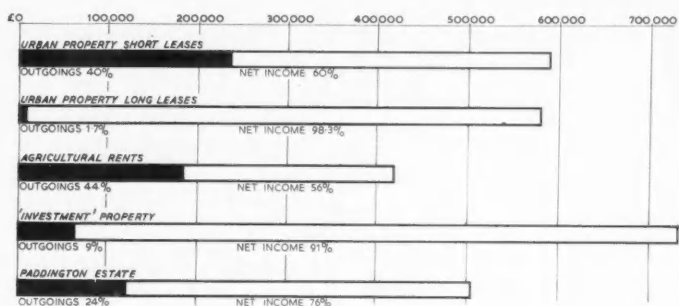 £0 100,000 200,000 300,000 400,000 500,000 600,000 700,000
URBAN PROPERTY SHORT LEASES
OUTGOINGS 40% NET INCOME 60%
URBAN PROPERTY LONG LEASES
OUTGOINGS 1·7% NET INCOME 98·3%
AGRICULTURAL RENTS
OUTGOINGS 44% NET INCOME 56%
'INVESTMENT' PROPERTY
OUTGOINGS 9% NET INCOME 91%
PADDINGTON ESTATE
OUTGOINGS 24% NET INCOME 76%